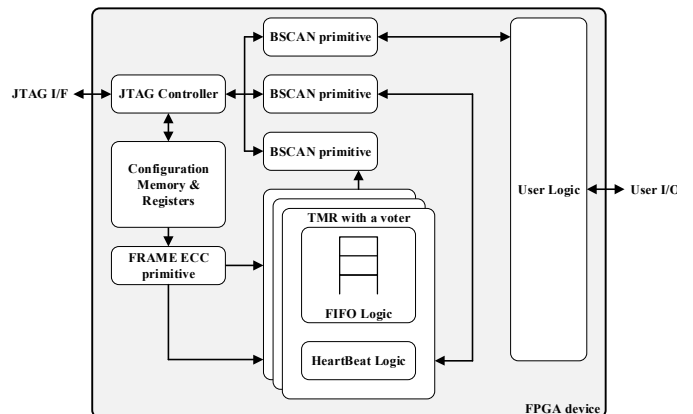 BSCAN primitive
JTAG I/F
JTAG Controller
BSCAN primitive
BSCAN primitive
Configuration
Memory &
Registers
User Logic
User I/O
TMR with a voter
FRAME ECC
primitive
FIFO Logic
HeartBeat Logic
FPGA device